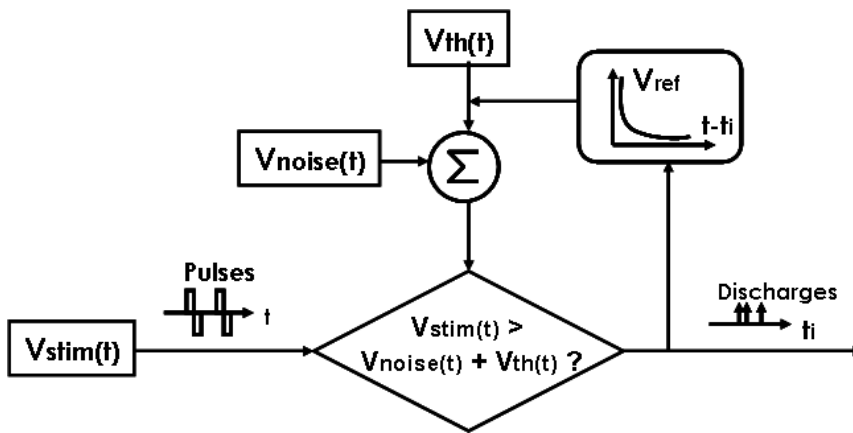 Vth(t)
Vref
t-ti
Vnoise(t)
Σ
Pulses
t
Vstim(t)
Vstim(t) >
Vnoise(t) + Vth(t) ?
Discharges
ti